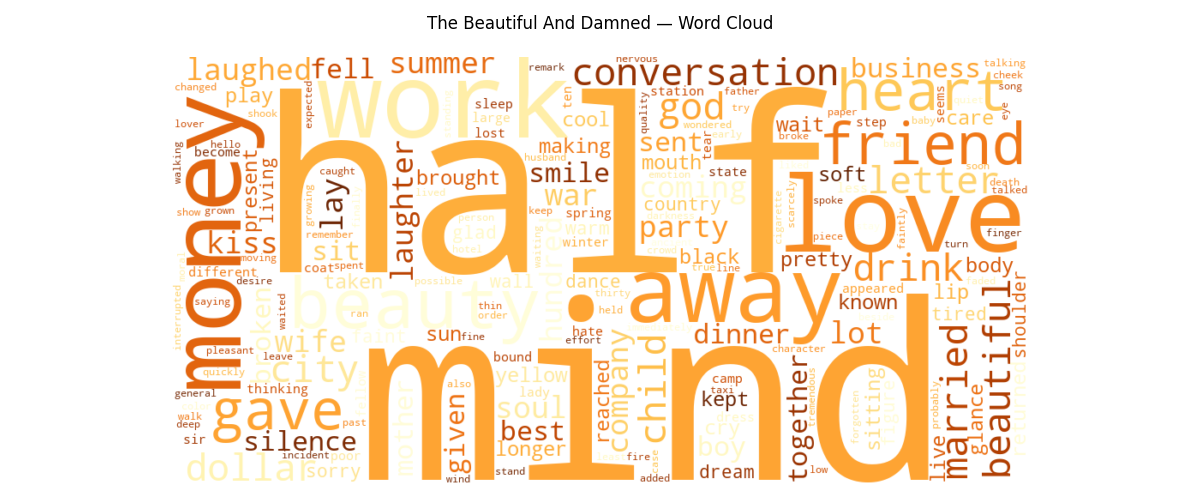 The Beautiful And Damned — Word Cloud
nervous
laughed fell summer remark conversation business talking
changed play shook expected work sleep ten station father god heart cheek song
large cool quality try care seems eye
lover money lost making sent wondered early wait paper step friend baby
hello become present living laughter half husband smile mouth tear broke state soft letter soon death talked
walking lay caught brought war coming emotion country love less spoke
show grown growing lived keep spring party cigarette scarcely piece faintly turn finger
kiss remember sit person glad warm winter crowd black pretty drink body
moving different coat spent hotel waiting true line
desire taken possible wall dance away appeared lip shoulder
interrupted saying broken waited beauty hundred thirty held known tired
ran thin order
wife faint sun fine hate effort dinner lot
pleasant leave bound company child character married beautiful
quickly city mind also yellow reached camp together tremendous
general thinking lady taxi kept sitting probably glance
walk gave past mother given soul best dress forgotten
deep boy cry
sir silence longer
dollar incident poor sorry wind stand fire added case dream low live